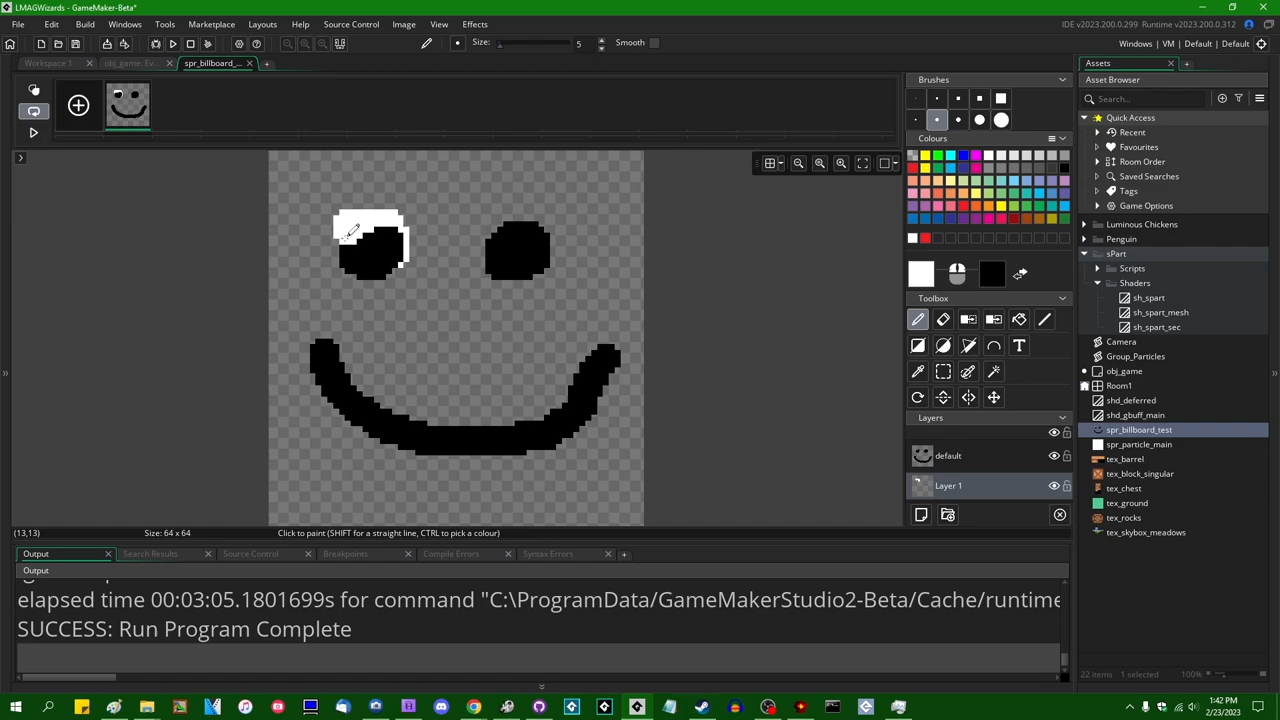 LMAGWizards - GameMaker-Beta*
File Edit Build Windows Tools Marketplace Layouts Help Source Control Image View Effects
IDE v2023.200.0.299 Runtime v2023.200.0.312
Size: 5 Smooth
Windows | VM | Default | Default
Workspace 1 obj_game: Ev... spr_billboard_...
Brushes
Colours
Toolbox
Layers
default
Layer 1
(13,13) Size: 64 x 64 Click to paint (SHIFT for a straight line, CTRL to pick a colour)
Output Search Results Source Control Breakpoints Compile Errors Syntax Errors
Output
elapsed time 00:03:05.1801699s for command "C:\ProgramData/GameMakerStudio2-Beta/Cache/runtime
SUCCESS: Run Program Complete
Assets
Asset Browser
Search...
Quick Access
Recent
Favourites
Room Order
Saved Searches
Tags
Game Options
Luminous Chickens
Penguin
sPart
Scripts
Shaders
sh_spart
sh_spart_mesh
sh_spart_sec
Camera
Group_Particles
obj_game
Room1
shd_deferred
shd_gbuff_main
spr_billboard_test
spr_particle_main
tex_barrel
tex_block_singular
tex_chest
tex_ground
tex_rocks
tex_skybox_meadows
22 items 1 selected 100%
1:42 PM
2/23/2023